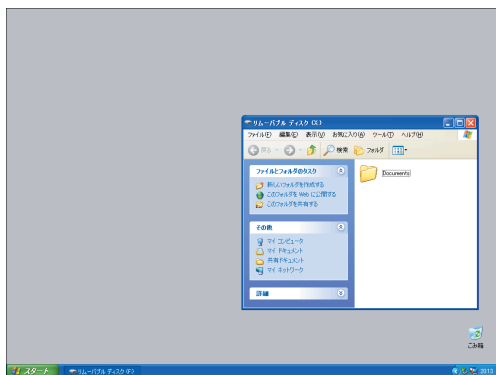 リムーバブル ディスク (X:)
ファイル(F) 編集(E) 表示(V) お気に入り(A) ツール(T) ヘルプ(H)
戻る 検索 フォルダ
ファイルとフォルダのタスク
新しいフォルダを作成する
このフォルダを Web に公開する
このフォルダを共有する
その他
マイ コンピュータ
マイ ドキュメント
共有ドキュメント
マイ ネットワーク
詳細
Documents
ごみ箱
スタート リムーバブル ディスク (F:) 2013